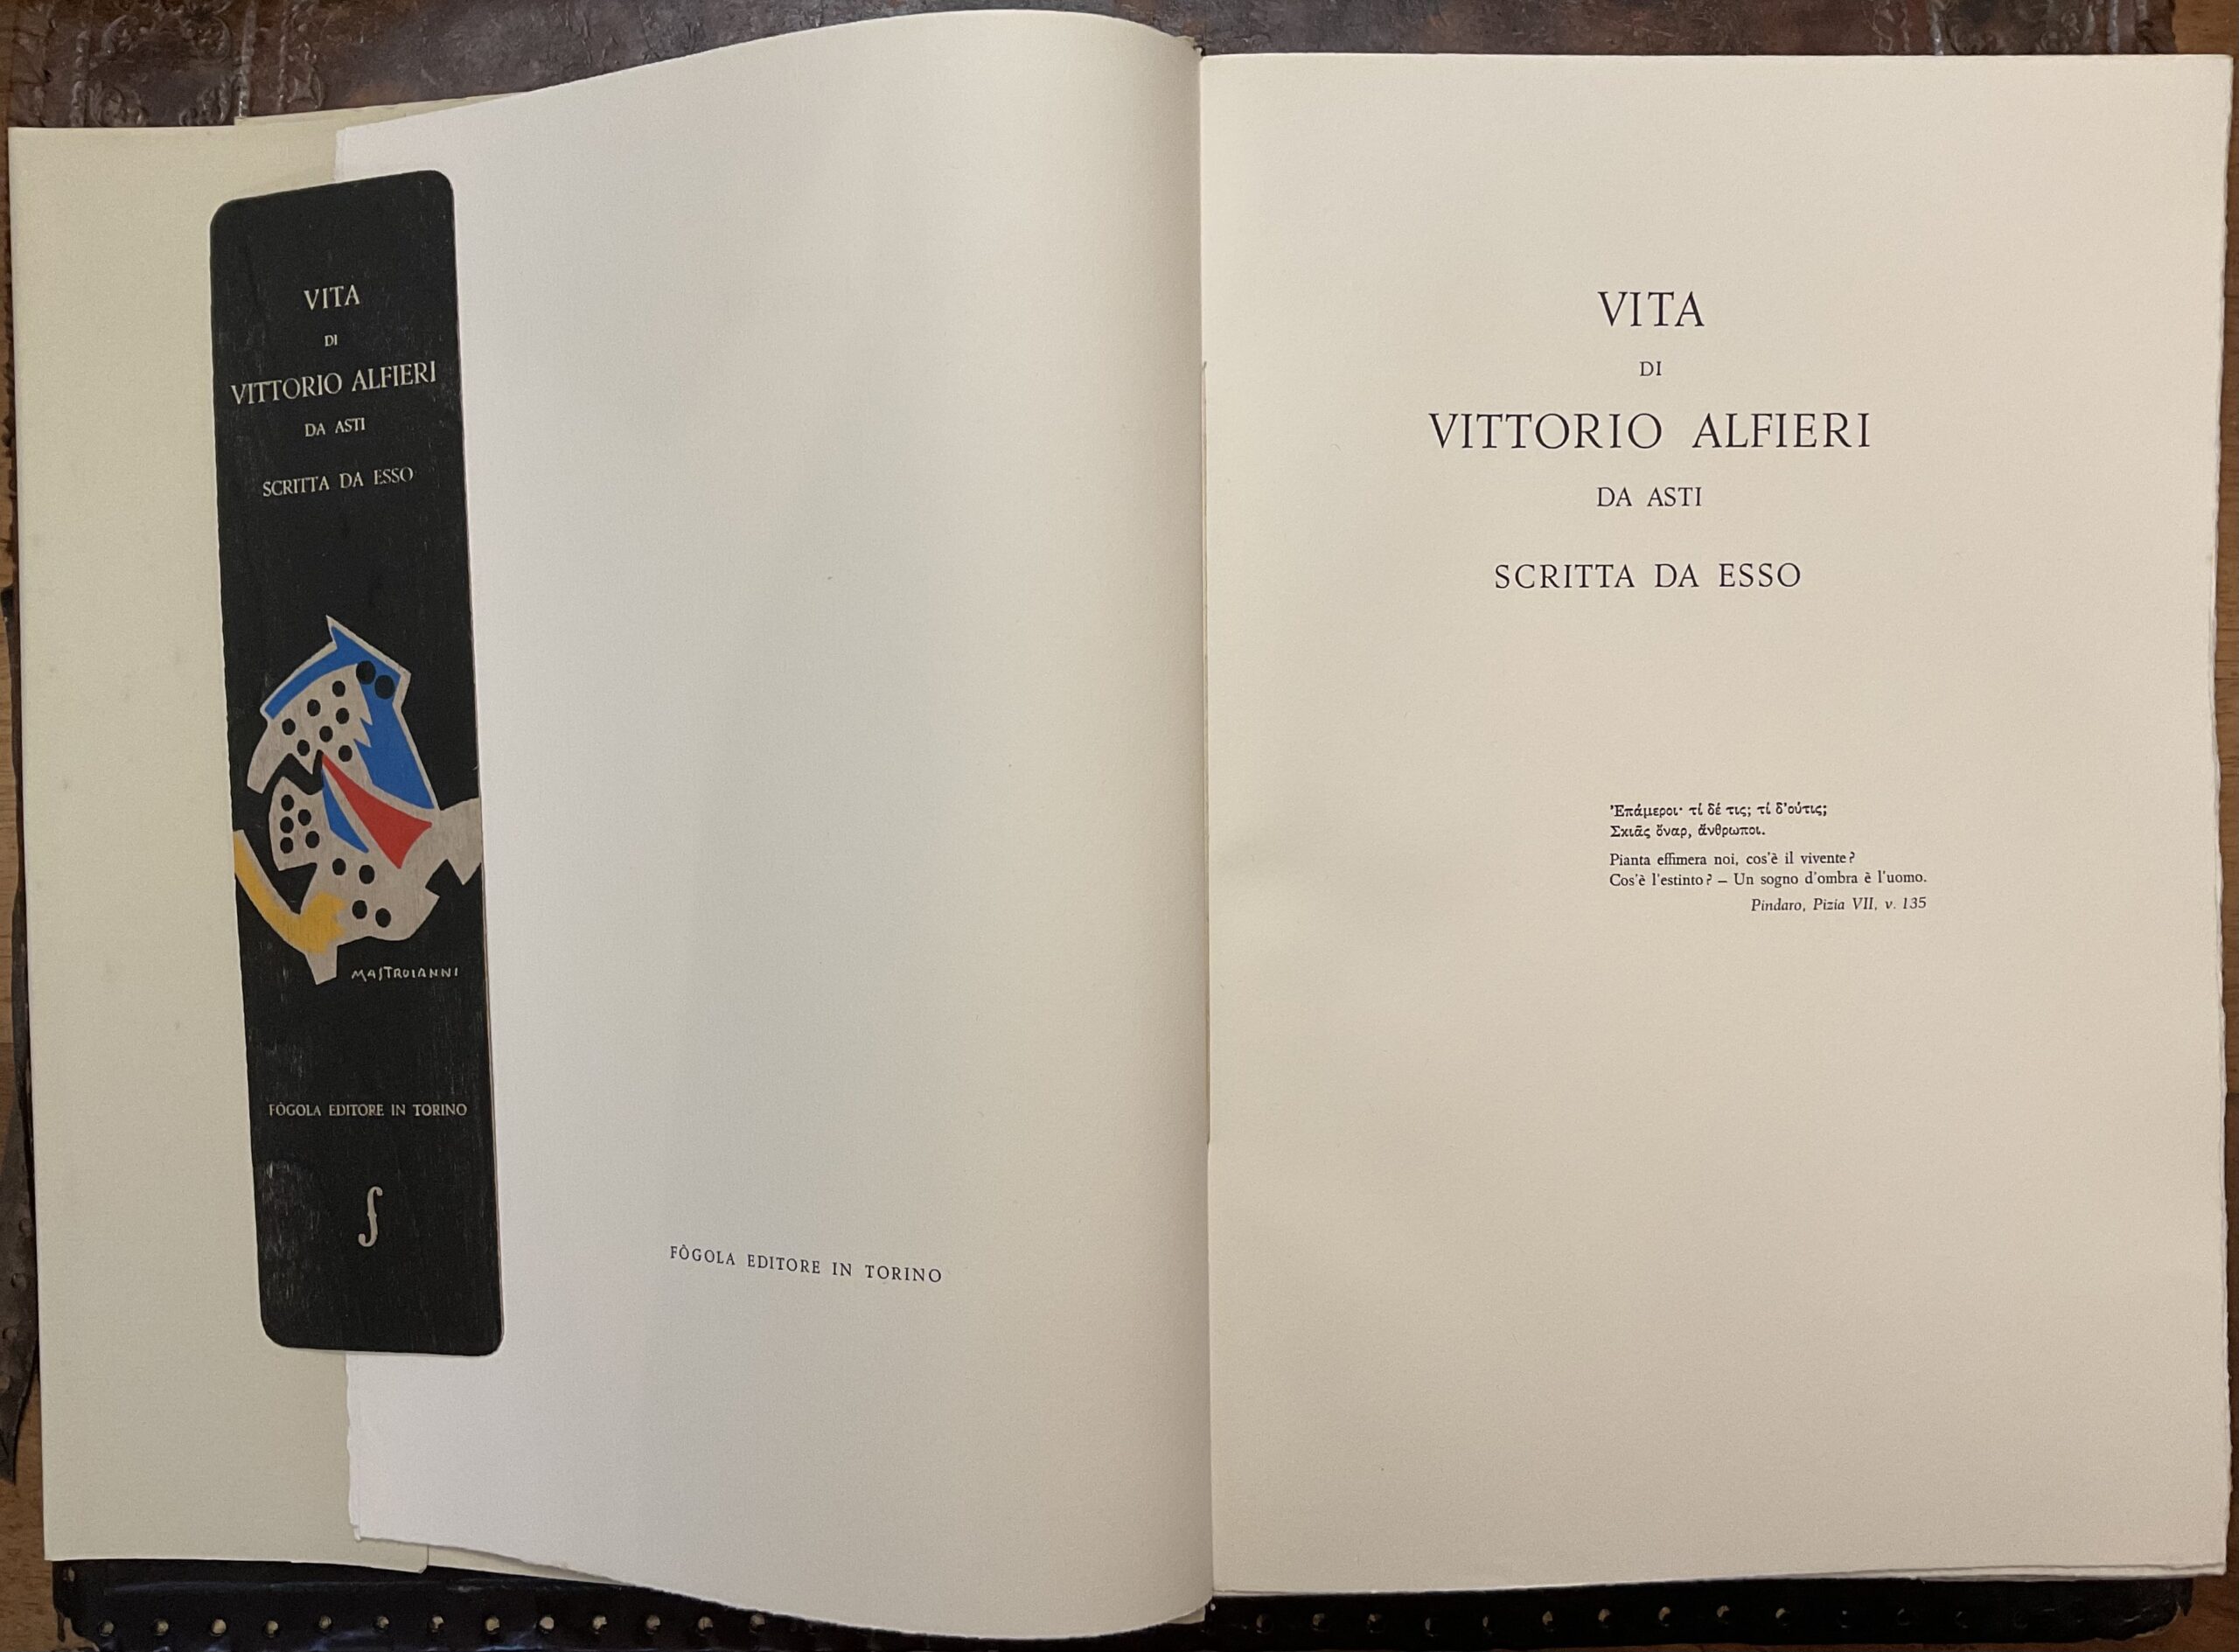 VITA
DI
VITTORIO ALFIERI
DA ASTI
SCRITTA DA ESSO
MASTROIANNI
FÒGOLA EDITORE IN TORINO
ʃ
FÒGOLA EDITORE IN TORINO
VITA
DI
VITTORIO ALFIERI
DA ASTI
SCRITTA DA ESSO
Ἐπάμεροι· τί δέ τις; τί δ'οὐτις;
Σκιᾶς ὄναρ, ἄνθρωποι.
Pianta effimera noi, cos'è il vivente?
Cos'è l'estinto? – Un sogno d'ombra è l'uomo.
Pindaro, Pizia VII, v. 135